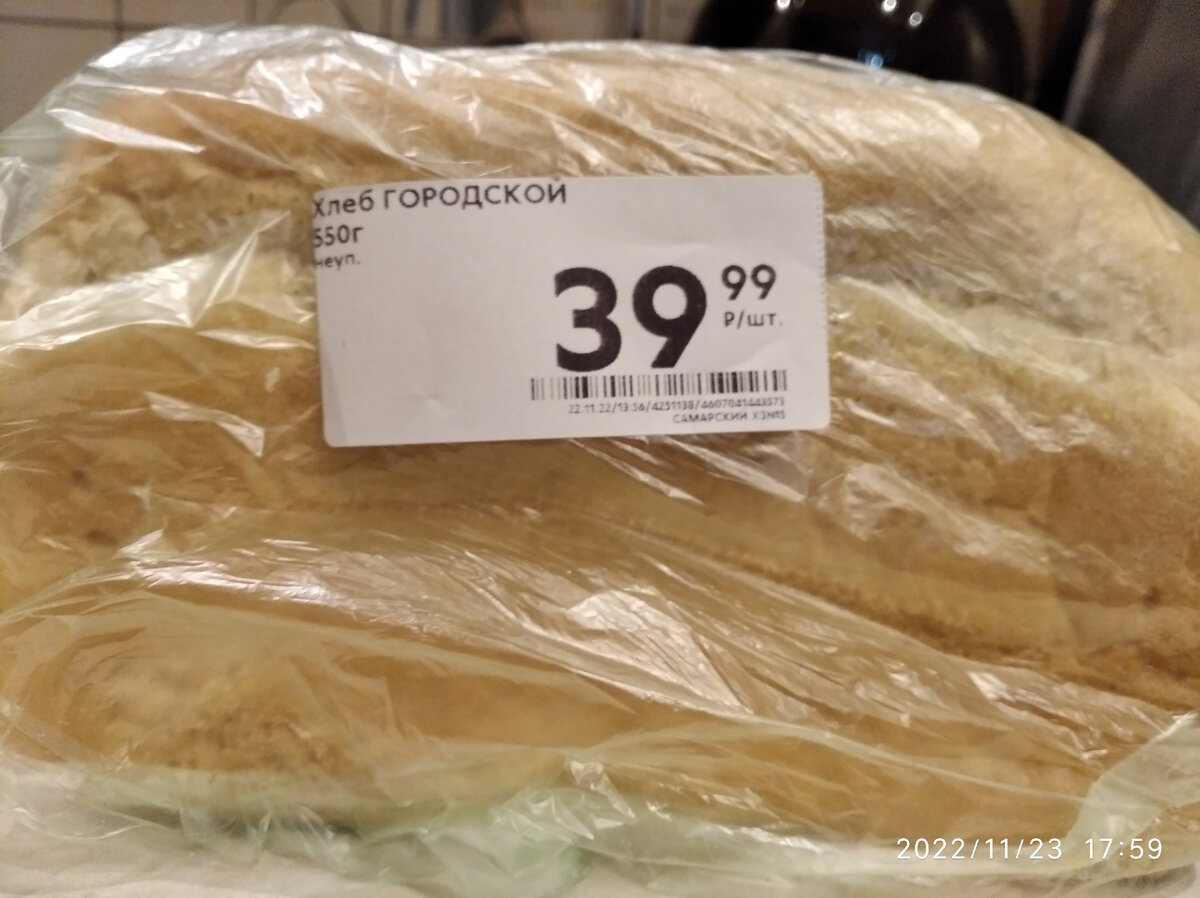 Хлеб ГОРОДСКОЙ
550г
неуп.
39 99
₽/шт.
22.11.22/13:56/4251138/4607041443573
САМАРСКИЙ ХЗ№5
2022/11/23 17:59